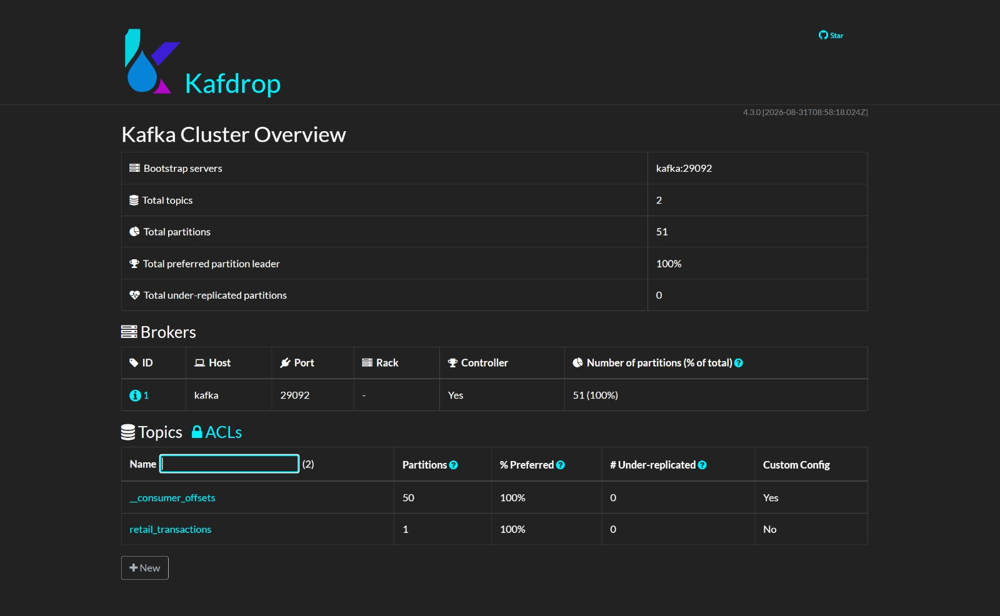 Star
Kafdrop
4.3.0 [2026-08-31T08:58:18.024Z]
Kafka Cluster Overview
Bootstrap servers kafka:29092
Total topics 2
Total partitions 51
Total preferred partition leader 100%
Total under-replicated partitions 0
Brokers
ID Host Port Rack Controller Number of partitions (% of total)
1 kafka 29092 - Yes 51 (100%)
Topics ACLs
Name (2) Partitions % Preferred # Under-replicated Custom Config
__consumer_offsets 50 100% 0 Yes
retail_transactions 1 100% 0 No
New